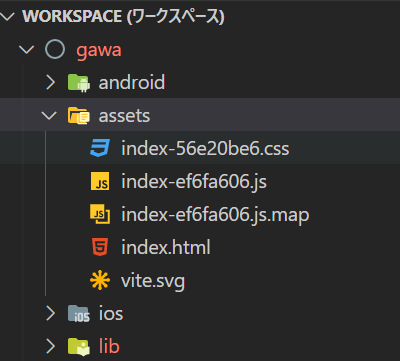 WORKSPACE (ワークスペース)
gawa
android
assets
index-56e20be6.css
JS index-ef6fa606.js
JS index-ef6fa606.js.map
index.html
vite.svg
iOS ios
lib